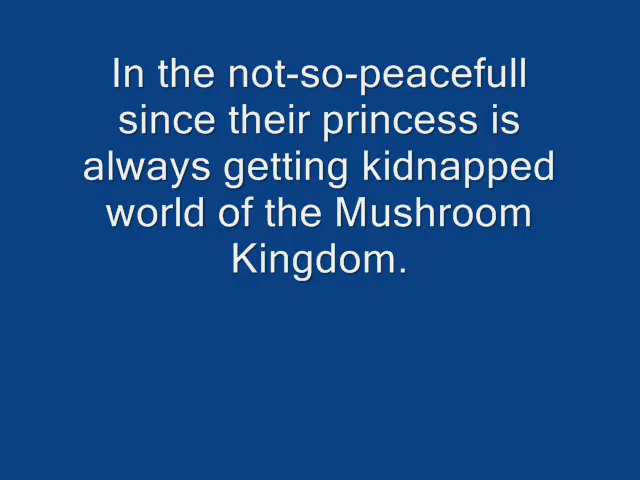 In the not-so-peacefull
since their princess is
always getting kidnapped
world of the Mushroom
Kingdom.